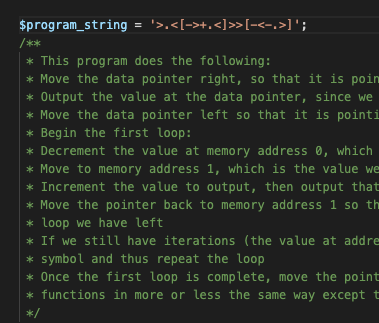 $program_string = '>.<[->+.<]>>[-<-.>]';
/**
* This program does the following:
* Move the data pointer right, so that it is poin
* Output the value at the data pointer, since we
* Move the data pointer left so that it is pointi
* Begin the first loop:
* Decrement the value at memory address 0, which
* Move to memory address 1, which is the value we
* Increment the value to output, then output that
* Move the pointer back to memory address 1 so th
* loop we have left
* If we still have iterations (the value at addre
* symbol and thus repeat the loop
* Once the first loop is complete, move the point
* functions in more or less the same way except t
*/